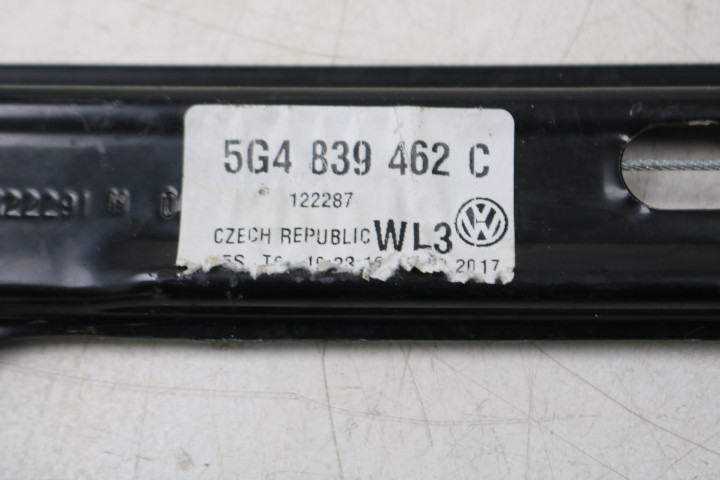 5G4 839 462 C
122287
CZECH REPUBLIC WL3
2017